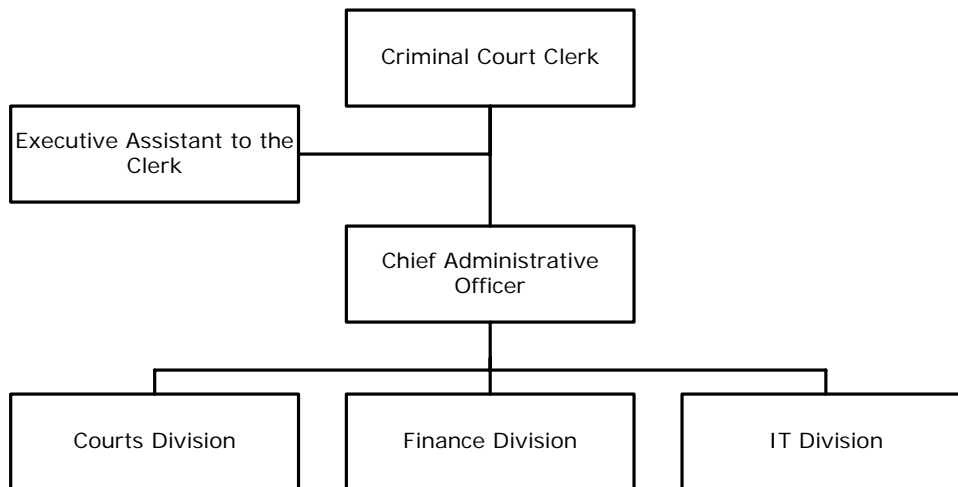 Criminal Court Clerk
Executive Assistant to the
Clerk
Chief Administrative
Officer
Courts Division
Finance Division
IT Division